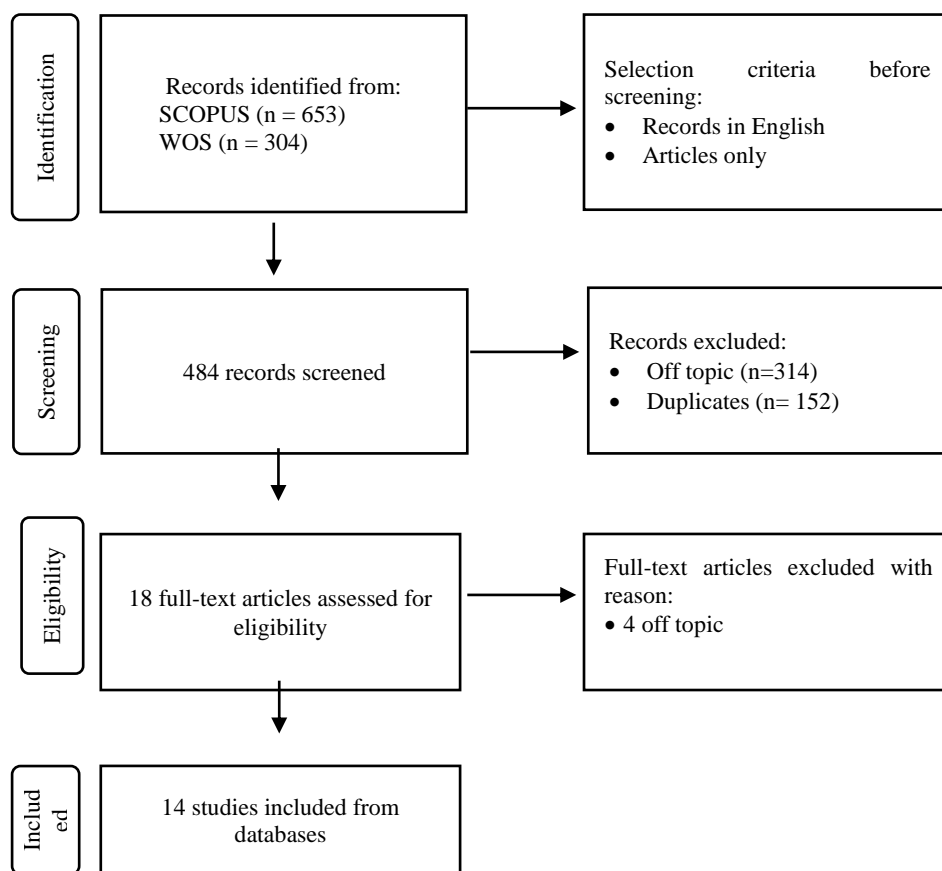 Identification
Records identified from:
SCOPUS (n = 653)
WOS (n = 304)
Selection criteria before
screening:
• Records in English
• Articles only
Screening
484 records screened
Records excluded:
• Off topic (n=314)
• Duplicates (n= 152)
Eligibility
18 full-text articles assessed for
eligibility
Full-text articles excluded with
reason:
• 4 off topic
Includ
ed
14 studies included from
databases